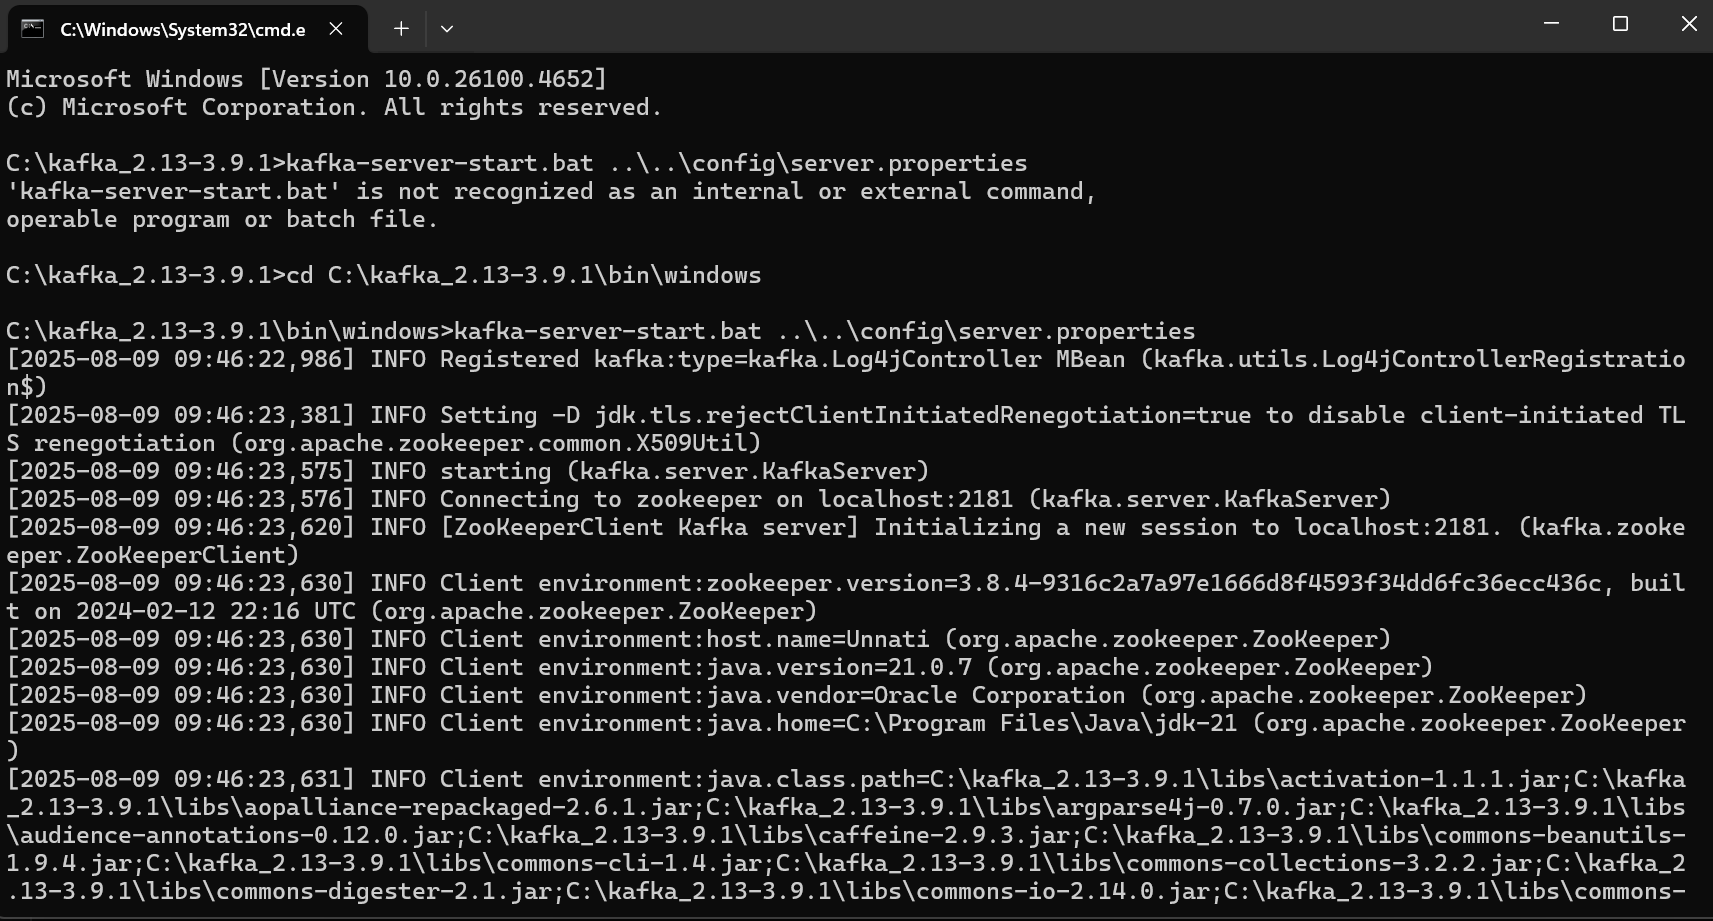 C:\Windows\System32\cmd.e
Microsoft Windows [Version 10.0.26100.4652]
(c) Microsoft Corporation. All rights reserved.
C:\kafka_2.13-3.9.1>kafka-server-start.bat ..\..\config\server.properties
'kafka-server-start.bat' is not recognized as an internal or external command,
operable program or batch file.
C:\kafka_2.13-3.9.1>cd C:\kafka_2.13-3.9.1\bin\windows
C:\kafka_2.13-3.9.1\bin\windows>kafka-server-start.bat ..\..\config\server.properties
[2025-08-09 09:46:22,986] INFO Registered kafka:type=kafka.Log4jController MBean (kafka.utils.Log4jControllerRegistratio
n$)
[2025-08-09 09:46:23,381] INFO Setting -D jdk.tls.rejectClientInitiatedRenegotiation=true to disable client-initiated TL
S renegotiation (org.apache.zookeeper.common.X509Util)
[2025-08-09 09:46:23,575] INFO starting (kafka.server.KafkaServer)
[2025-08-09 09:46:23,576] INFO Connecting to zookeeper on localhost:2181 (kafka.server.KafkaServer)
[2025-08-09 09:46:23,620] INFO [ZooKeeperClient Kafka server] Initializing a new session to localhost:2181. (kafka.zooke
eper.ZooKeeperClient)
[2025-08-09 09:46:23,630] INFO Client environment:zookeeper.version=3.8.4-9316c2a7a97e1666d8f4593f34dd6fc36ecc436c, buil
t on 2024-02-12 22:16 UTC (org.apache.zookeeper.ZooKeeper)
[2025-08-09 09:46:23,630] INFO Client environment:host.name=Unnati (org.apache.zookeeper.ZooKeeper)
[2025-08-09 09:46:23,630] INFO Client environment:java.version=21.0.7 (org.apache.zookeeper.ZooKeeper)
[2025-08-09 09:46:23,630] INFO Client environment:java.vendor=Oracle Corporation (org.apache.zookeeper.ZooKeeper)
[2025-08-09 09:46:23,630] INFO Client environment:java.home=C:\Program Files\Java\jdk-21 (org.apache.zookeeper.ZooKeeper
)
[2025-08-09 09:46:23,631] INFO Client environment:java.class.path=C:\kafka_2.13-3.9.1\libs\activation-1.1.1.jar;C:\kafka
_2.13-3.9.1\libs\aopalliance-repackaged-2.6.1.jar;C:\kafka_2.13-3.9.1\libs\argparse4j-0.7.0.jar;C:\kafka_2.13-3.9.1\libs
\audience-annotations-0.12.0.jar;C:\kafka_2.13-3.9.1\libs\caffeine-2.9.3.jar;C:\kafka_2.13-3.9.1\libs\commons-beanutils-
1.9.4.jar;C:\kafka_2.13-3.9.1\libs\commons-cli-1.4.jar;C:\kafka_2.13-3.9.1\libs\commons-collections-3.2.2.jar;C:\kafka_2
.13-3.9.1\libs\commons-digester-2.1.jar;C:\kafka_2.13-3.9.1\libs\commons-io-2.14.0.jar;C:\kafka_2.13-3.9.1\libs\commons-